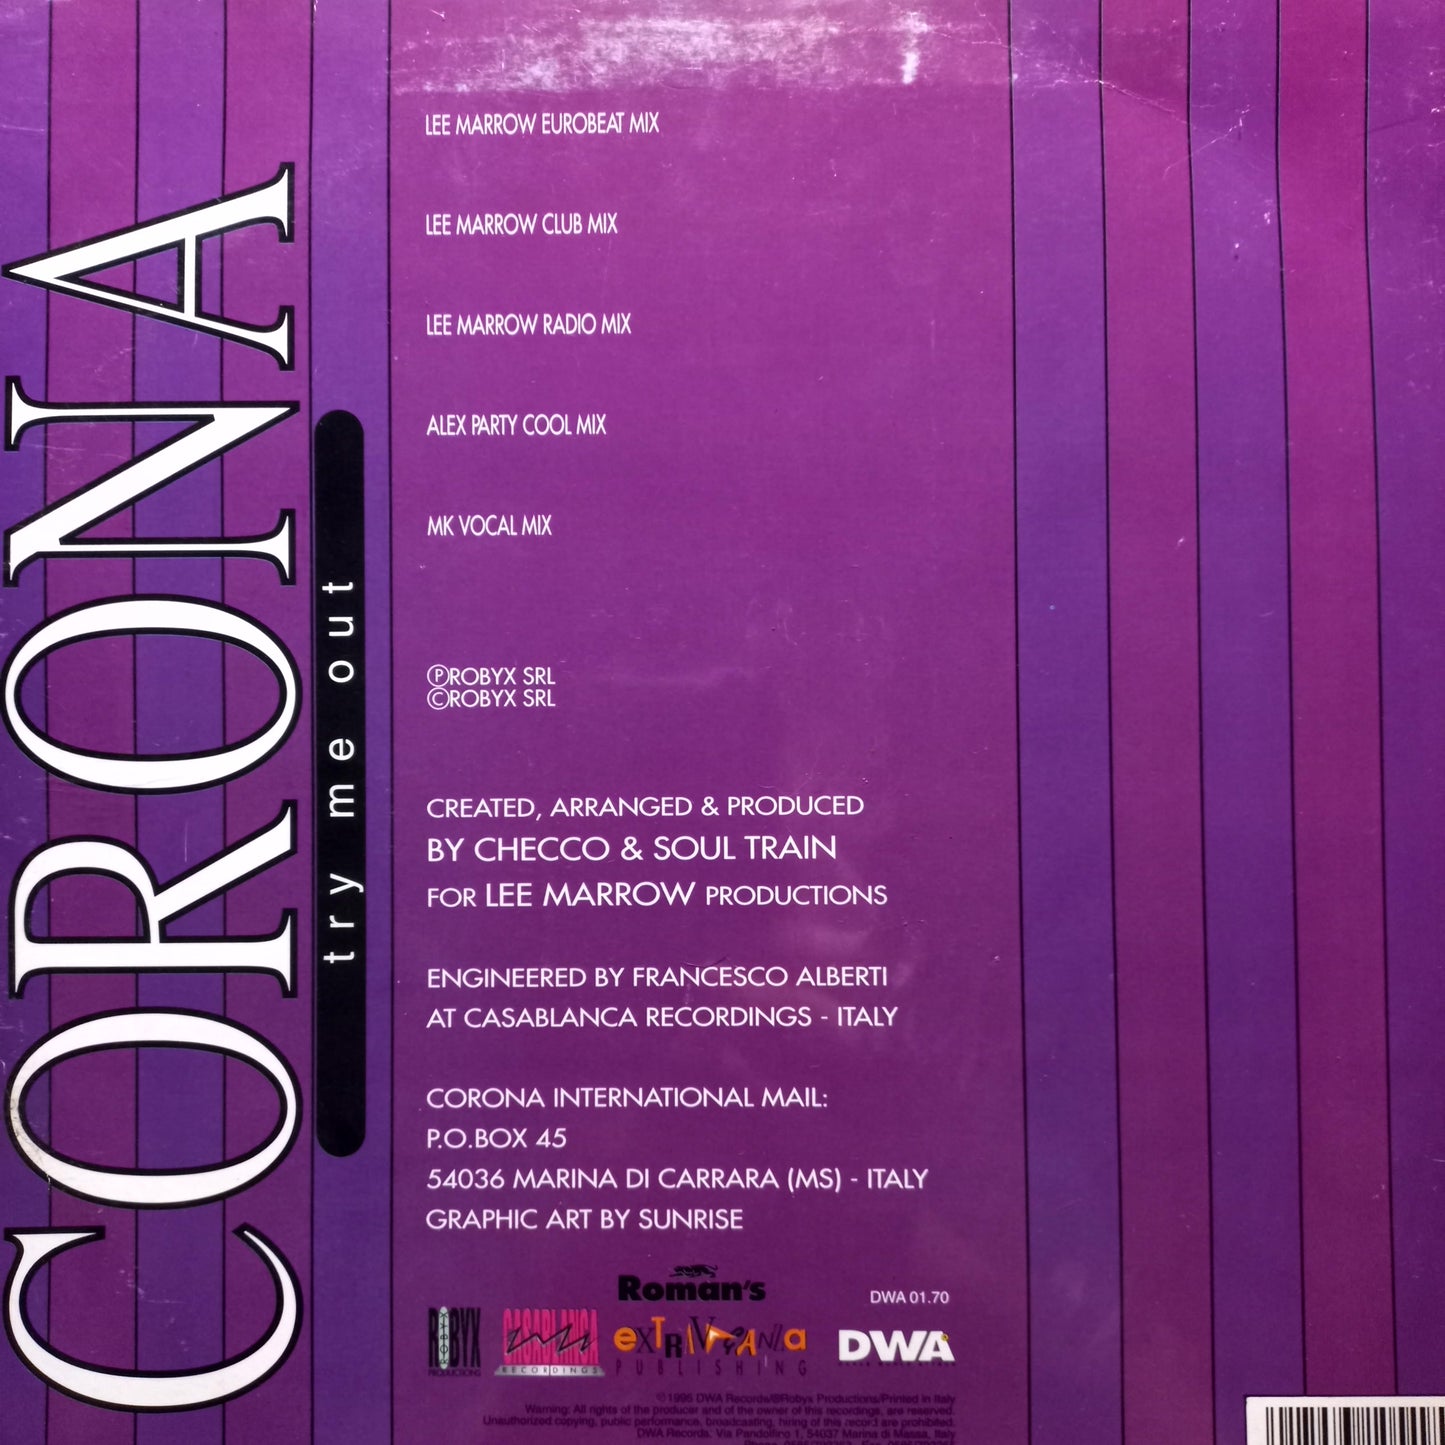 CORONA
try me out
LEE MARROW EUROBEAT MIX
LEE MARROW CLUB MIX
LEE MARROW RADIO MIX
ALEX PARTY COOL MIX
MK VOCAL MIX
ⓅROBYX SRL
©ROBYX SRL
CREATED, ARRANGED & PRODUCED
BY CHECCO & SOUL TRAIN
FOR LEE MARROW PRODUCTIONS
ENGINEERED BY FRANCESCO ALBERTI
AT CASABLANCA RECORDINGS - ITALY
CORONA INTERNATIONAL MAIL:
P.O.BOX 45
54036 MARINA DI CARRARA (MS) - ITALY
GRAPHIC ART BY SUNRISE
Roman's
DWA 01.70
ROBYX
ROBYX
PRODUCTIONS
CASABLANCA
RECORDINGS
eXTRAVAGANZa
PUBLISHING
DWA
©1995 DWA Records/®Robyx Productions/Printed in Italy
Warning: All rights of the producer and of the owner of this recordings, are reserved.
Unauthorized copying, public performance, broadcasting, hiring of this record are prohibited.
DWA Records. Via Pandolfino 1, 54037 Marina di Massa, Italy